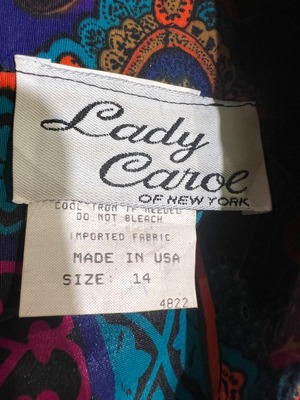 Lady
Carol
OF NEW YORK
COOL IRON IF NEEDED
DO NOT BLEACH
IMPORTED FABRIC
MADE IN USA
SIZE: 14
4822